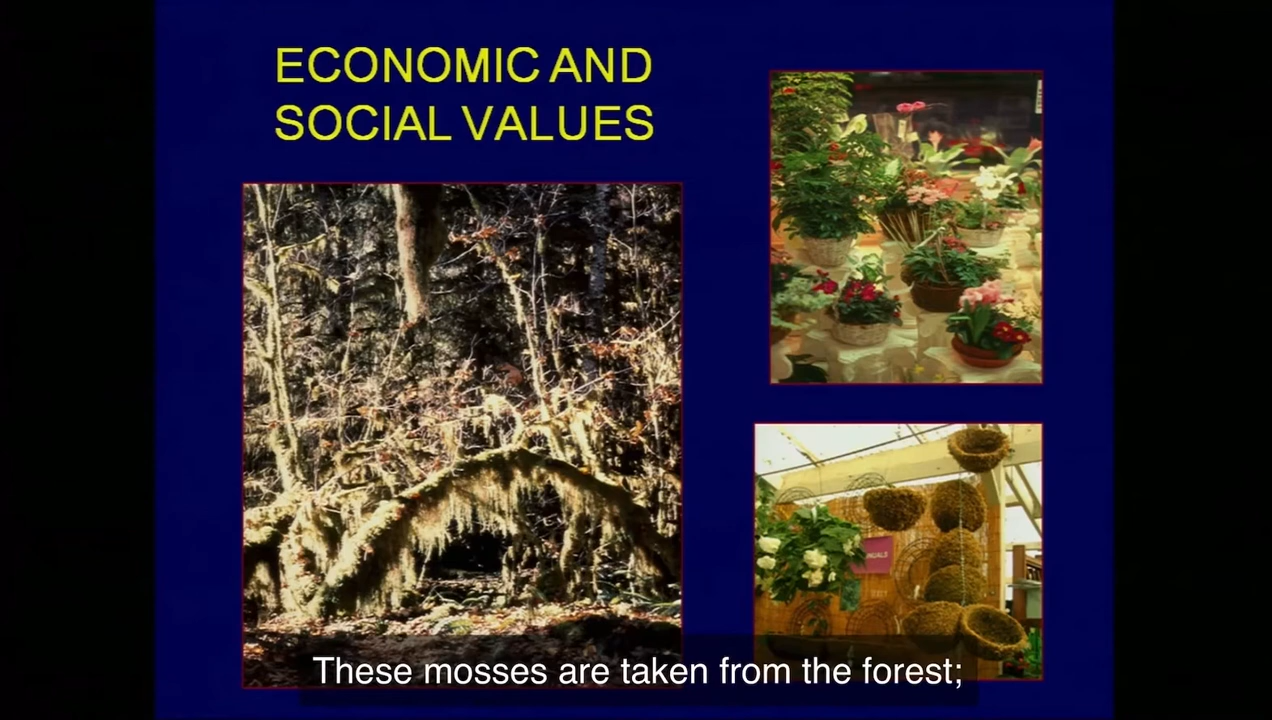 ECONOMIC AND
SOCIAL VALUES
These mosses are taken from the forest;